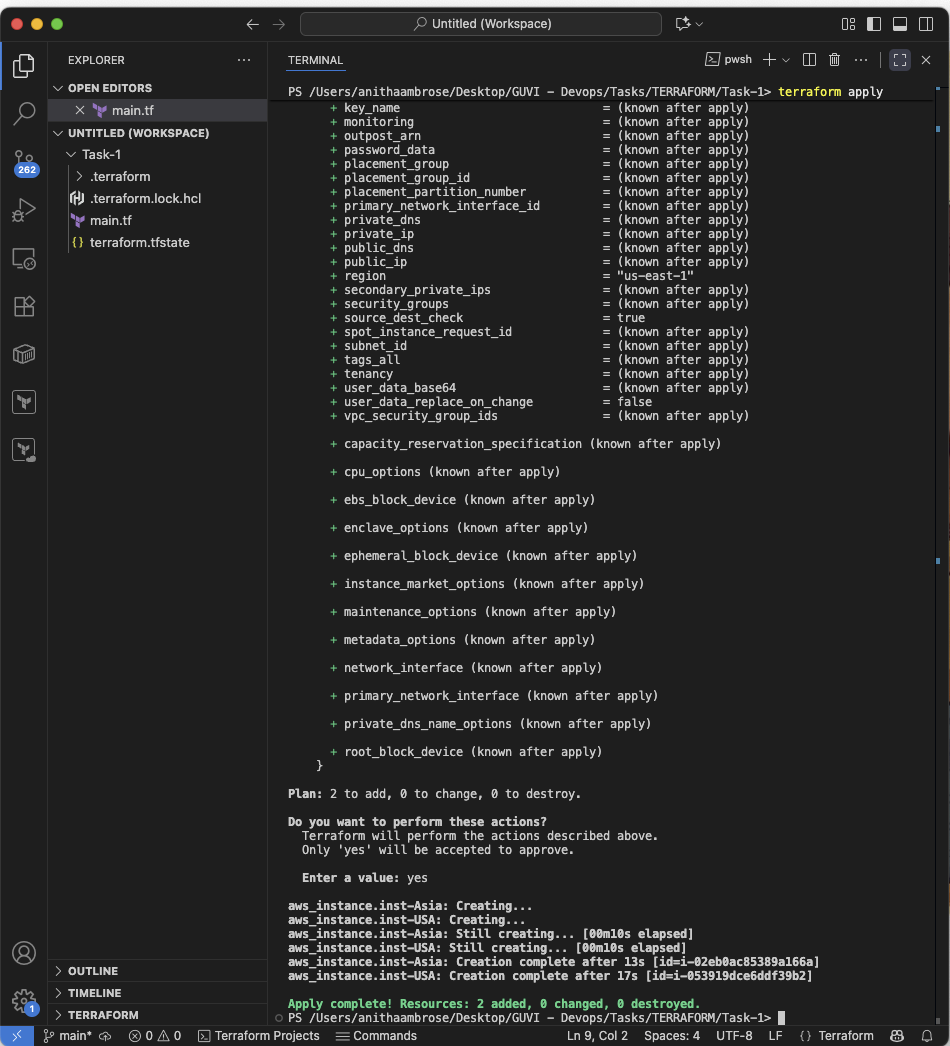 Untitled (Workspace)
EXPLORER
OPEN EDITORS
main.tf
UNTITLED (WORKSPACE)
Task-1
.terraform
.terraform.lock.hcl
main.tf
{} terraform.tfstate
262
1
OUTLINE
TIMELINE
TERRAFORM
TERMINAL
pwsh
PS /Users/anithaambrose/Desktop/GUVI - Devops/Tasks/TERRAFORM/Task-1> terraform apply
+ key_name = (known after apply)
+ monitoring = (known after apply)
+ outpost_arn = (known after apply)
+ password_data = (known after apply)
+ placement_group = (known after apply)
+ placement_group_id = (known after apply)
+ placement_partition_number = (known after apply)
+ primary_network_interface_id = (known after apply)
+ private_dns = (known after apply)
+ private_ip = (known after apply)
+ public_dns = (known after apply)
+ public_ip = (known after apply)
+ region = "us-east-1"
+ secondary_private_ips = (known after apply)
+ security_groups = (known after apply)
+ source_dest_check = true
+ spot_instance_request_id = (known after apply)
+ subnet_id = (known after apply)
+ tags_all = (known after apply)
+ tenancy = (known after apply)
+ user_data_base64 = (known after apply)
+ user_data_replace_on_change = false
+ vpc_security_group_ids = (known after apply)
+ capacity_reservation_specification (known after apply)
+ cpu_options (known after apply)
+ ebs_block_device (known after apply)
+ enclave_options (known after apply)
+ ephemeral_block_device (known after apply)
+ instance_market_options (known after apply)
+ maintenance_options (known after apply)
+ metadata_options (known after apply)
+ network_interface (known after apply)
+ primary_network_interface (known after apply)
+ private_dns_name_options (known after apply)
+ root_block_device (known after apply)
}
Plan: 2 to add, 0 to change, 0 to destroy.
Do you want to perform these actions?
Terraform will perform the actions described above.
Only 'yes' will be accepted to approve.
Enter a value: yes
aws_instance.inst-Asia: Creating...
aws_instance.inst-USA: Creating...
aws_instance.inst-Asia: Still creating... [00m10s elapsed]
aws_instance.inst-USA: Still creating... [00m10s elapsed]
aws_instance.inst-Asia: Creation complete after 13s [id=i-02eb0ac85389a166a]
aws_instance.inst-USA: Creation complete after 17s [id=i-053919dce6ddf39b2]
Apply complete! Resources: 2 added, 0 changed, 0 destroyed.
PS /Users/anithaambrose/Desktop/GUVI - Devops/Tasks/TERRAFORM/Task-1>
main* 0 0 Terraform Projects Commands Ln 9, Col 2 Spaces: 4 UTF-8 LF {} Terraform